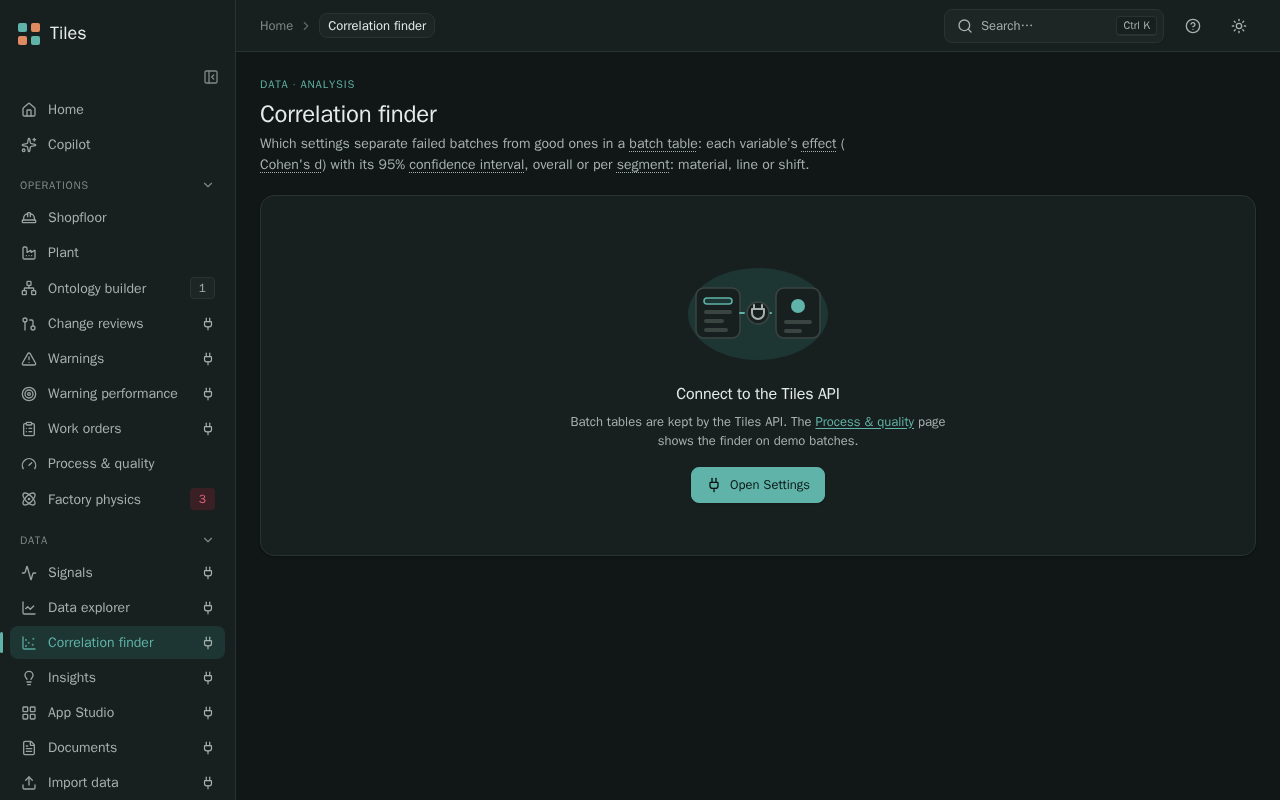 Tiles
Home
Copilot
OPERATIONS
Shopfloor
Plant
Ontology builder 1
Change reviews
Warnings
Warning performance
Work orders
Process & quality
Factory physics 3
DATA
Signals
Data explorer
Correlation finder
Insights
App Studio
Documents
Import data
Home Correlation finder
Search… Ctrl K
DATA · ANALYSIS
Correlation finder
Which settings separate failed batches from good ones in a batch table: each variable's effect (
Cohen's d) with its 95% confidence interval, overall or per segment: material, line or shift.
Connect to the Tiles API
Batch tables are kept by the Tiles API. The Process & quality page
shows the finder on demo batches.
Open Settings